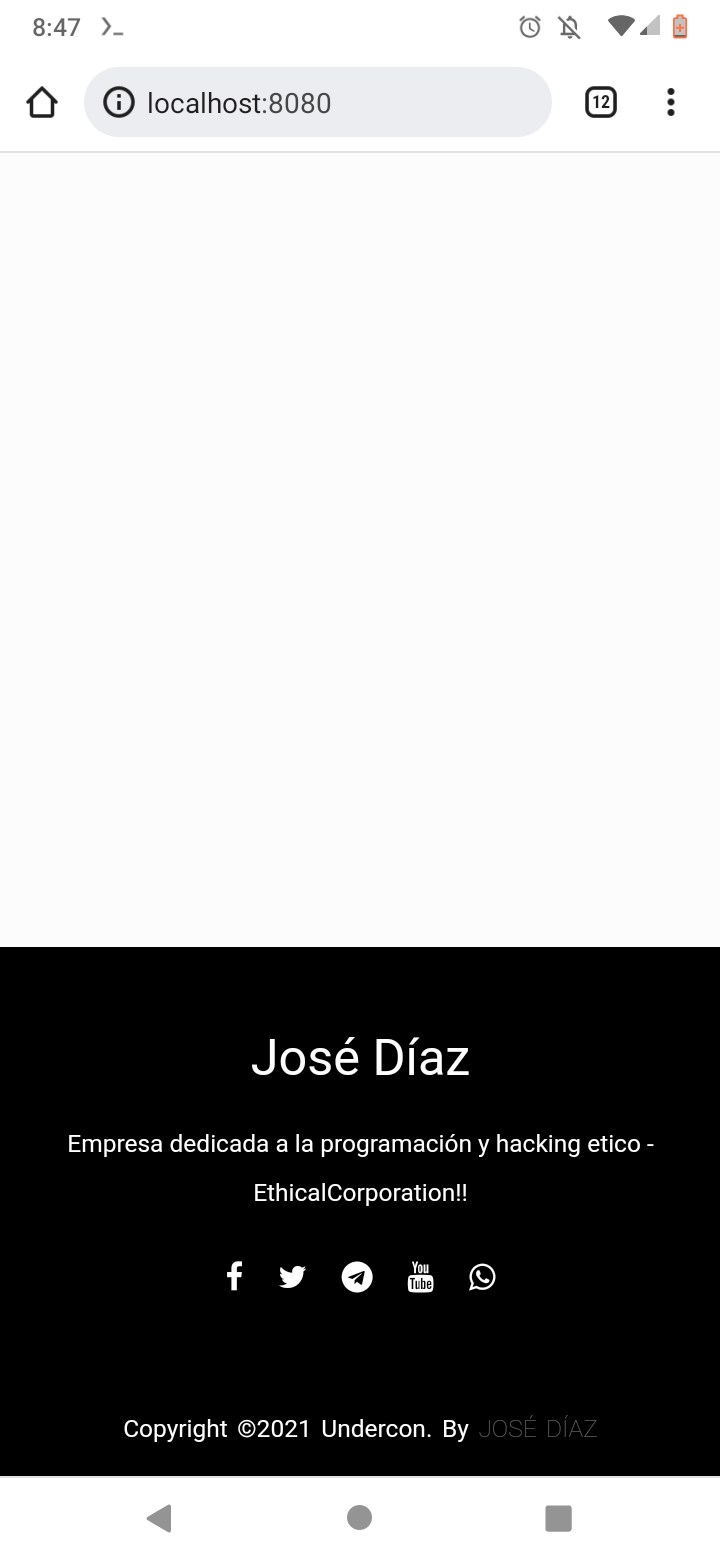 8:47
localhost:8080
12
José Díaz
Empresa dedicada a la programación y hacking etico -
EthicalCorporation!!
You
Tube
Copyright ©2021 Undercon. By JOSÉ DÍAZ